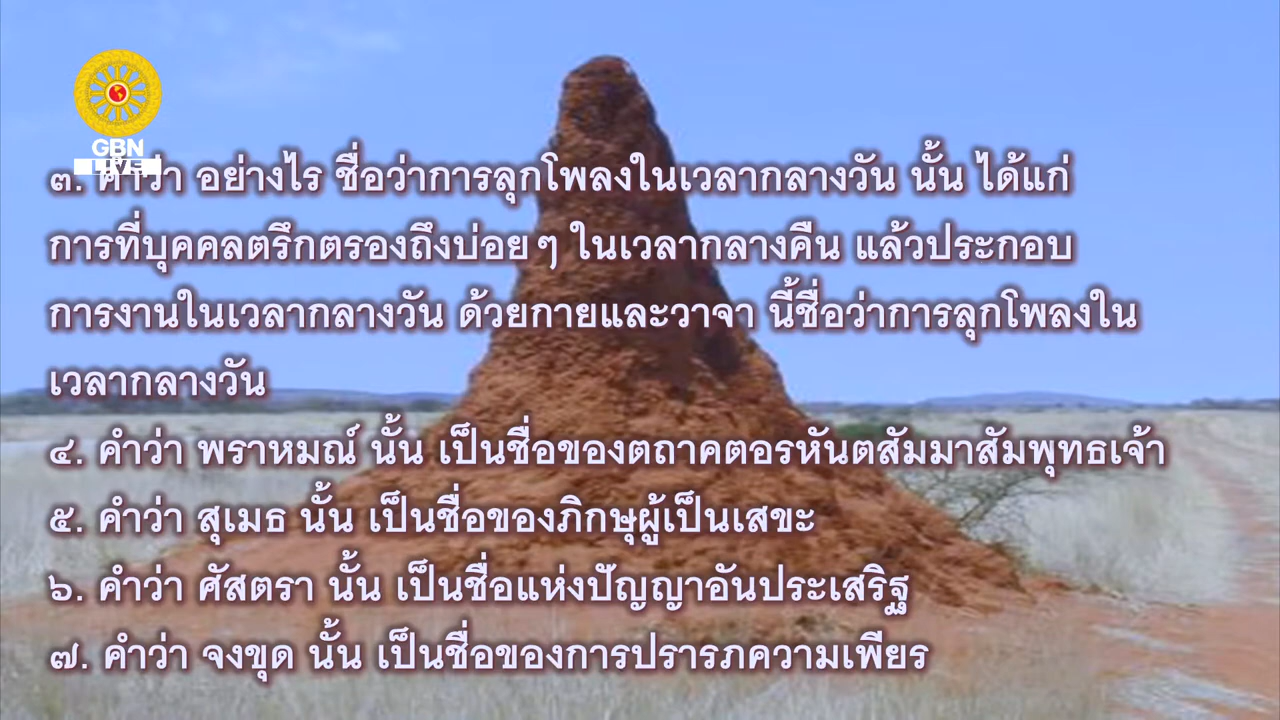 GBN
LIVE
๓. คำว่า อย่างไร ชื่อว่าการลุกโพลงในเวลากลางวัน นั้น ได้แก่
การที่บุคคลตรึกตรองถึงบ่อยๆ ในเวลากลางคืน แล้วประกอบ
การงานในเวลากลางวัน ด้วยกายและวาจา นี้ชื่อว่าการลุกโพลงใน
เวลากลางวัน
๔. คำว่า พราหมณ์ นั้น เป็นชื่อของตถาคตอรหันตสัมมาสัมพุทธเจ้า
๕. คำว่า สุเมธ นั้น เป็นชื่อของภิกษุผู้เป็นเสขะ
๖. คำว่า ศัสตรา นั้น เป็นชื่อแห่งปัญญาอันประเสริฐ
๗. คำว่า จงขุด นั้น เป็นชื่อของการปรารภความเพียร